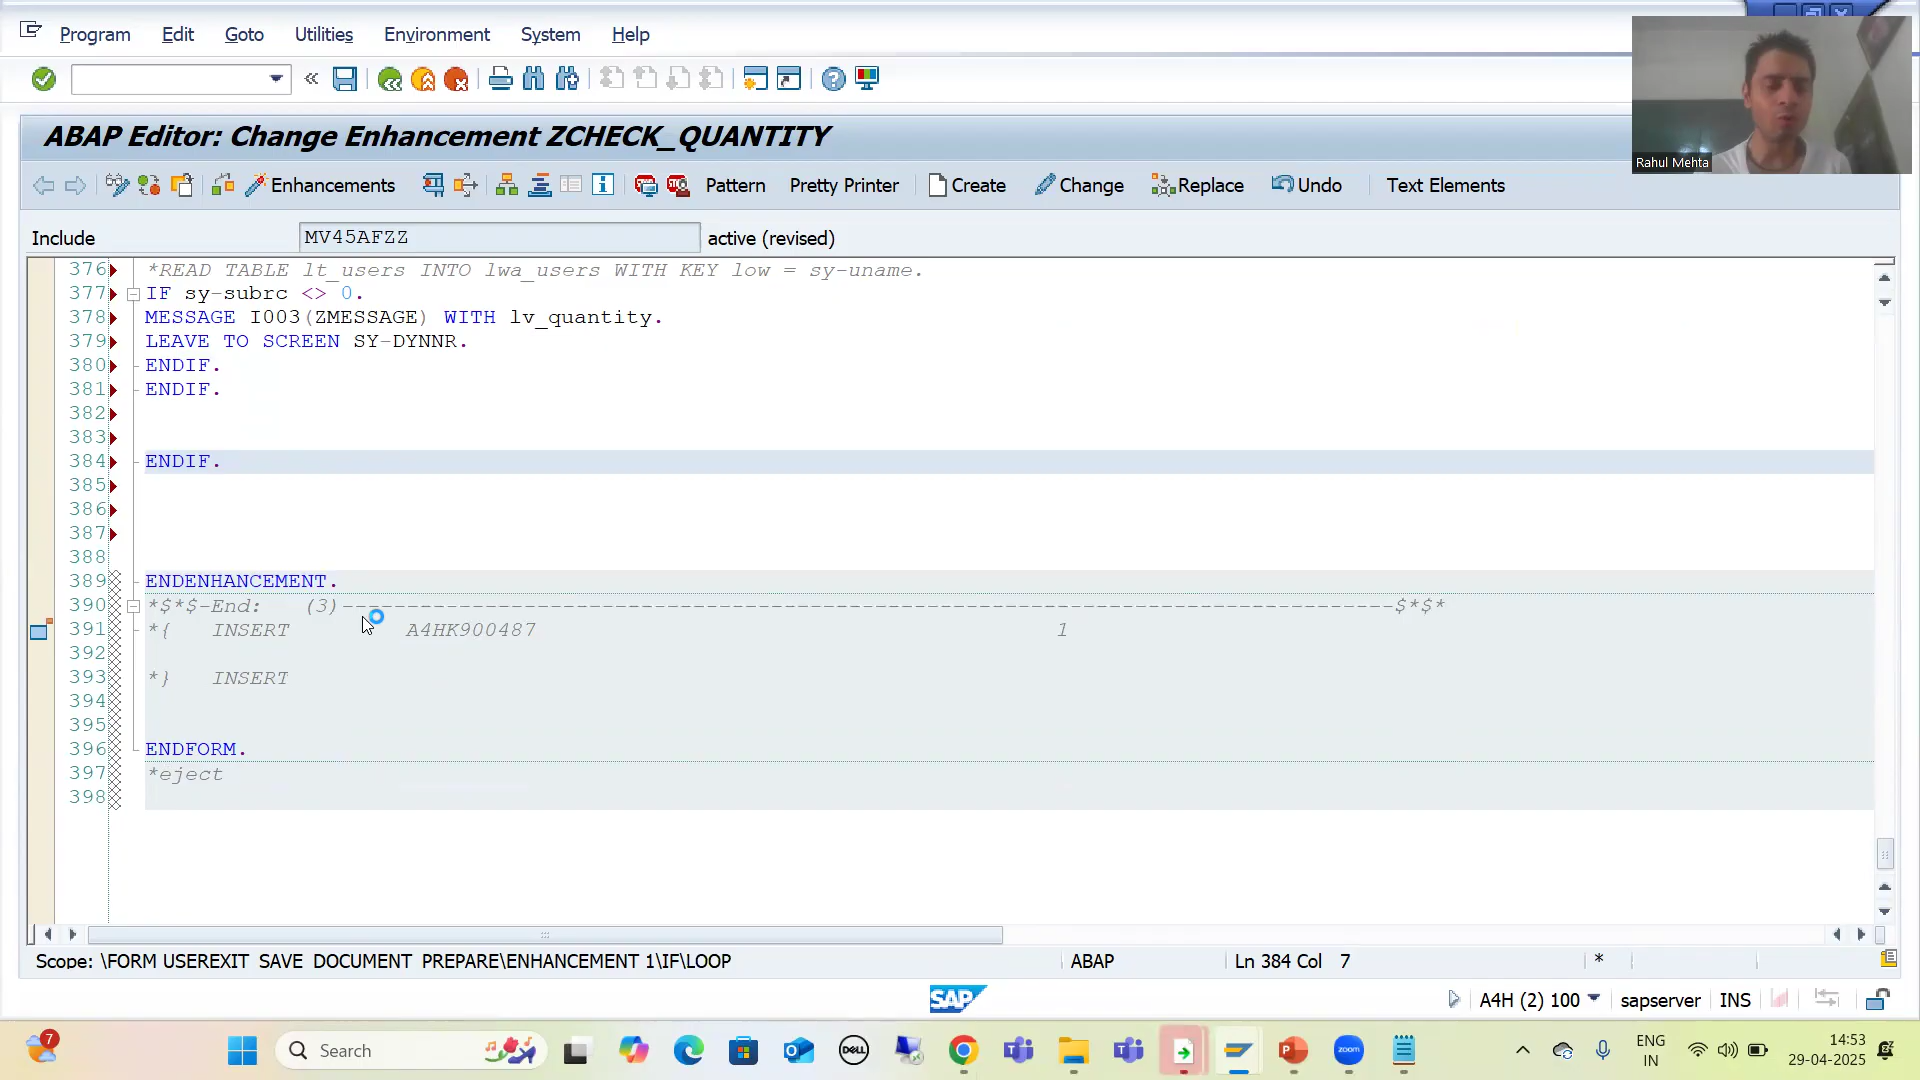 Program Edit Goto Utilities Environment System Help
Rahul Mehta
ABAP Editor: Change Enhancement ZCHECK_QUANTITY
Enhancements Pattern Pretty Printer Create Change Replace Undo Text Elements
Include MV45AFZZ active (revised)
376 *READ TABLE lt_users INTO lwa_users WITH KEY low = sy-uname.
377 IF sy-subrc <> 0.
378 MESSAGE I003(ZMESSAGE) WITH lv_quantity.
379 LEAVE TO SCREEN SY-DYNNR.
380 ENDIF.
381 ENDIF.
382
383
384 ENDIF.
385
386
387
388
389 ENDENHANCEMENT.
390 *$*$-End: (3)---------------------------------------------------------------------------------$*$*
391 *{ INSERT A4HK900487 1
392
393 *} INSERT
394
395
396 ENDFORM.
397 *eject
398
Scope: \FORM USEREXIT_SAVE_DOCUMENT_PREPARE\ENHANCEMENT 1\IF\LOOP ABAP Ln 384 Col 7 *
SAP A4H (2) 100 sapserver INS
7 Search DELL zoom ENG IN 14:53 29-04-2025